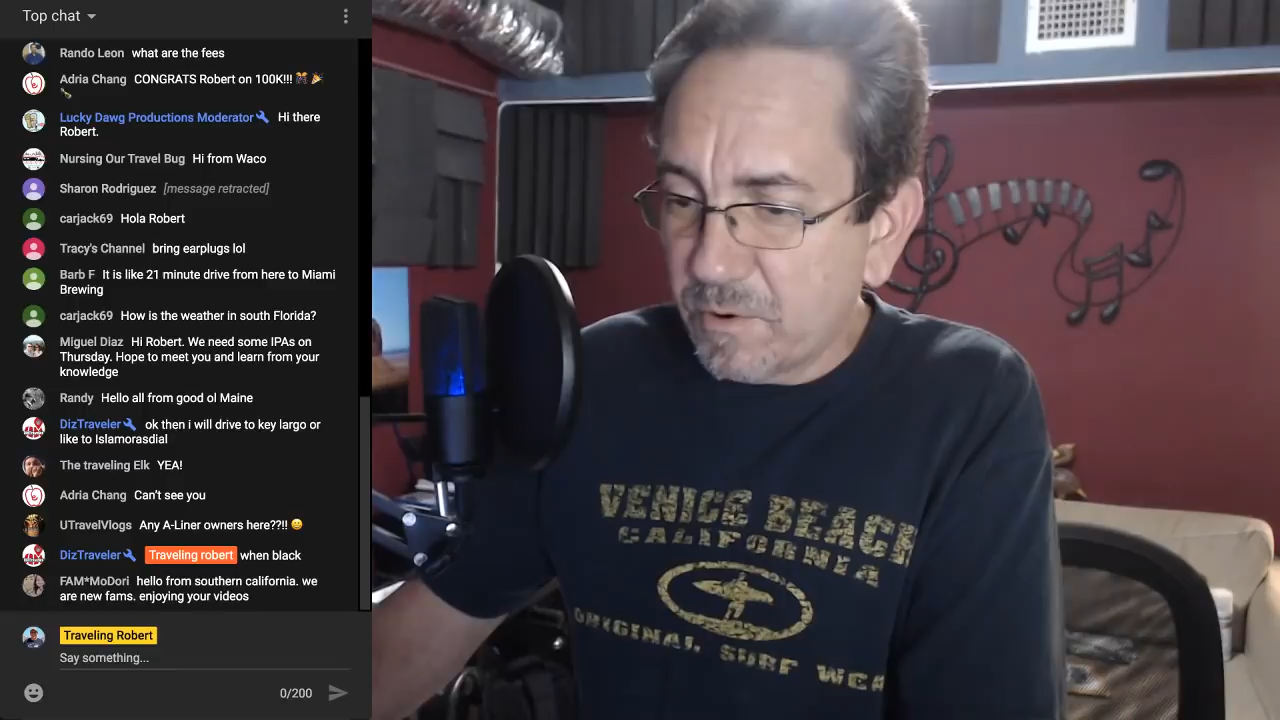 Top chat
Rando Leon what are the fees
Adria Chang CONGRATS Robert on 100K!!!
Lucky Dawg Productions Moderator Hi there
Robert.
Nursing Our Travel Bug Hi from Waco
Sharon Rodriguez [message retracted]
carjack69 Hola Robert
Tracy's Channel bring earplugs lol
Barb F It is like 21 minute drive from here to Miami
Brewing
carjack69 How is the weather in south Florida?
Miguel Diaz Hi Robert. We need some IPAs on
Thursday. Hope to meet you and learn from your
knowledge
Randy Hello all from good ol Maine
DizTraveler ok then i will drive to key largo or
like to Islamorasdial
The traveling Elk YEA!
Adria Chang Can't see you
UTravelVlogs Any A-Liner owners here??!!
DizTraveler Traveling robert when black
FAM*MoDori hello from southern california. we
are new fams. enjoying your videos
Traveling Robert
Say something...
0/200
VENICE BEACH
CALIFORNIA
ORIGINAL SURF WEA